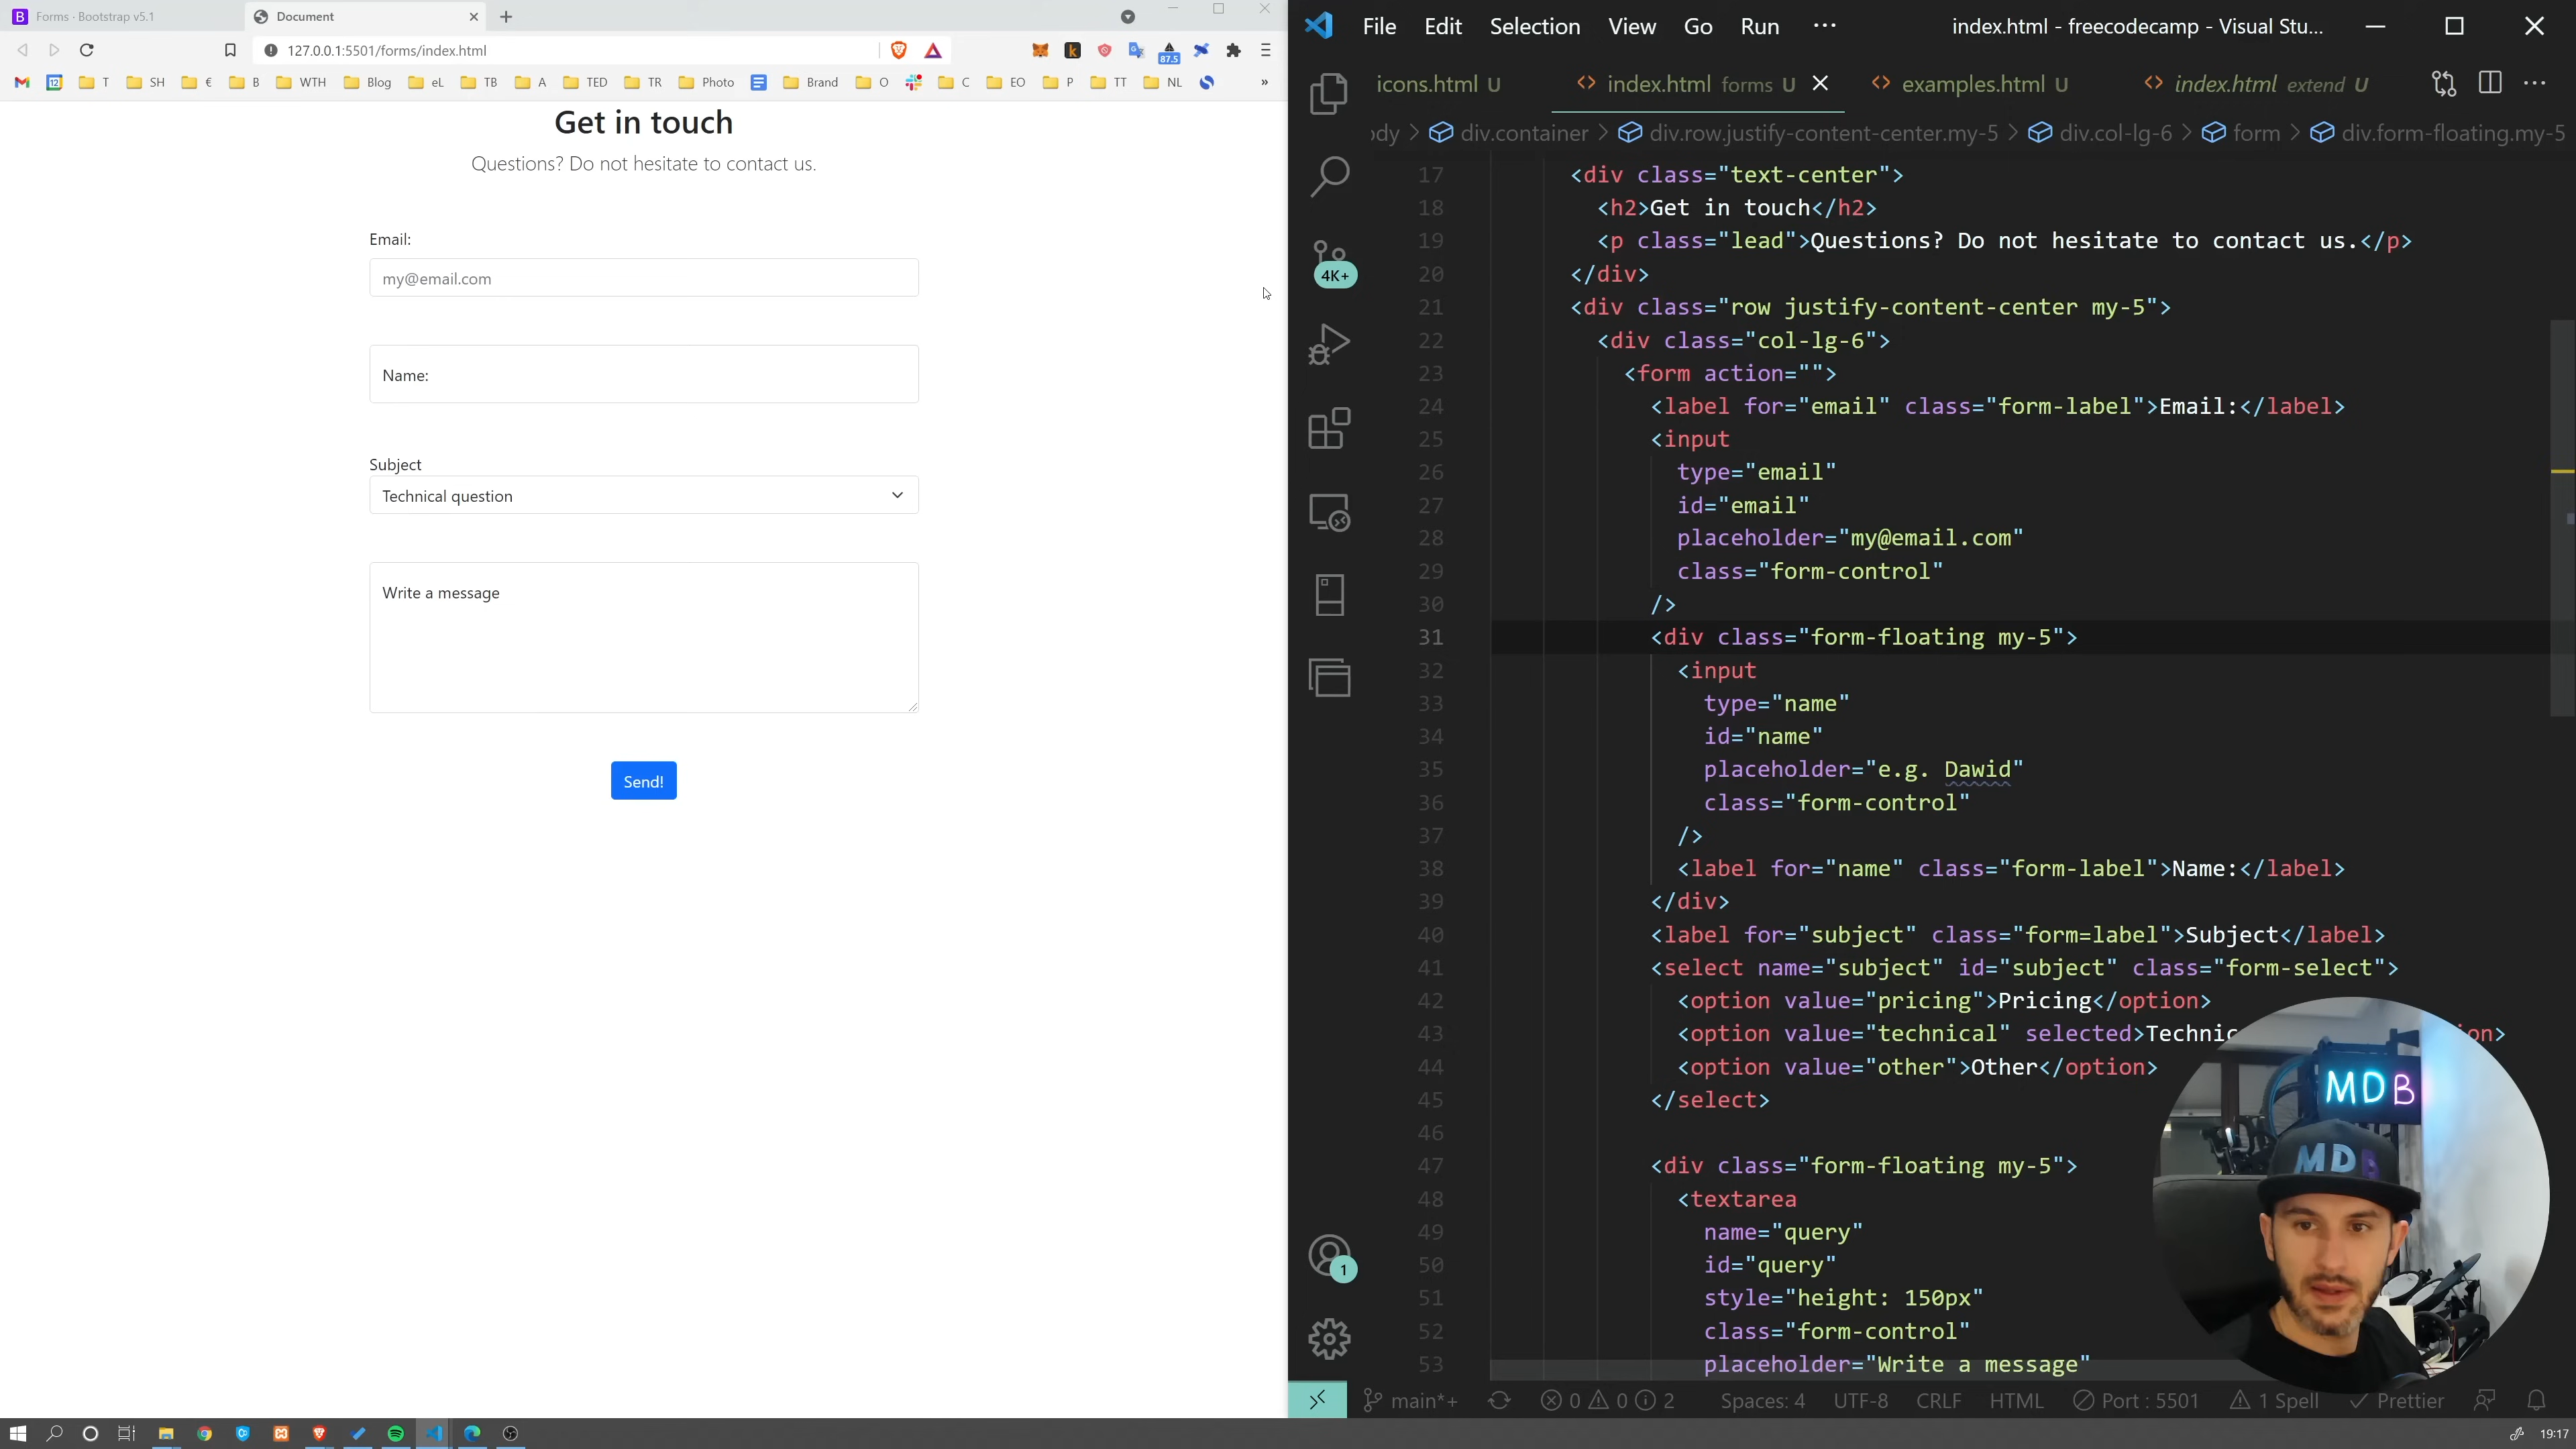 Forms · Bootstrap v5.1
Document
127.0.0.1:5501/forms/index.html
87.5
12
T
SH
€
B
WTH
Blog
eL
TB
A
TED
TR
Photo
Brand
O
C
EO
P
TT
NL
»
Get in touch
Questions? Do not hesitate to contact us.
Email:
my@email.com
Name:
Subject
Technical question
Write a message
Send!
File Edit Selection View Go Run ···
index.html - freecodecamp - Visual Stu...
icons.html U
index.html forms U
examples.html U
index.html extend U
ody > div.container > div.row.justify-content-center.my-5 > div.col-lg-6 > form > div.form-floating.my-5
4K+
17 <div class="text-center">
18 <h2>Get in touch</h2>
19 <p class="lead">Questions? Do not hesitate to contact us.</p>
20 </div>
21 <div class="row justify-content-center my-5">
22 <div class="col-lg-6">
23 <form action="">
24 <label for="email" class="form-label">Email:</label>
25 <input
26 type="email"
27 id="email"
28 placeholder="my@email.com"
29 class="form-control"
30 />
31 <div class="form-floating my-5">
32 <input
33 type="name"
34 id="name"
35 placeholder="e.g. Dawid"
36 class="form-control"
37 />
38 <label for="name" class="form-label">Name:</label>
39 </div>
40 <label for="subject" class="form=label">Subject</label>
41 <select name="subject" id="subject" class="form-select">
42 <option value="pricing">Pricing</option>
43 <option value="technical" selected>Technic on>
44 <option value="other">Other</option>
45 </select>
46
47 <div class="form-floating my-5">
48 <textarea
49 name="query"
50 id="query"
51 style="height: 150px"
52 class="form-control"
53 placeholder="Write a message"
1
MDB
MDB
main*+
0 0 2
Spaces: 4
UTF-8
CRLF
HTML
Port : 5501
1 Spell
Prettier
19:17